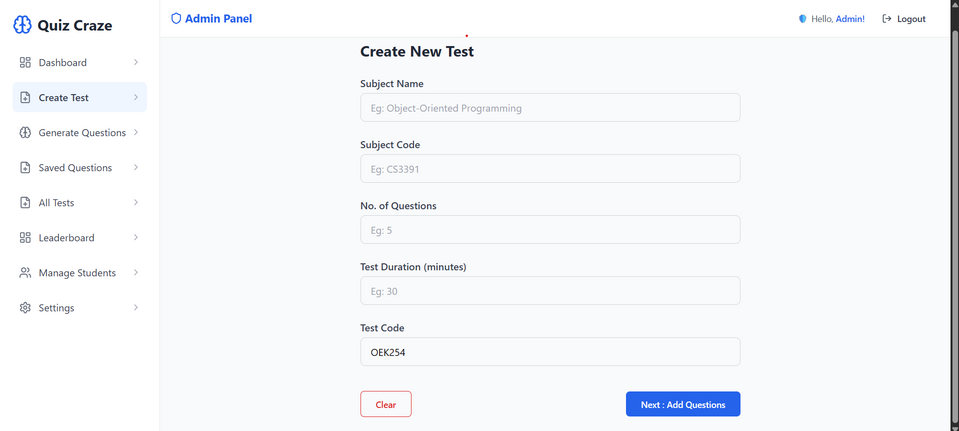 Quiz Craze
Admin Panel
Hello, Admin!
Logout
Dashboard
Create Test
Generate Questions
Saved Questions
All Tests
Leaderboard
Manage Students
Settings
Create New Test
Subject Name
Eg: Object-Oriented Programming
Subject Code
Eg: CS3391
No. of Questions
Eg: 5
Test Duration (minutes)
Eg: 30
Test Code
OEK254
Clear
Next : Add Questions